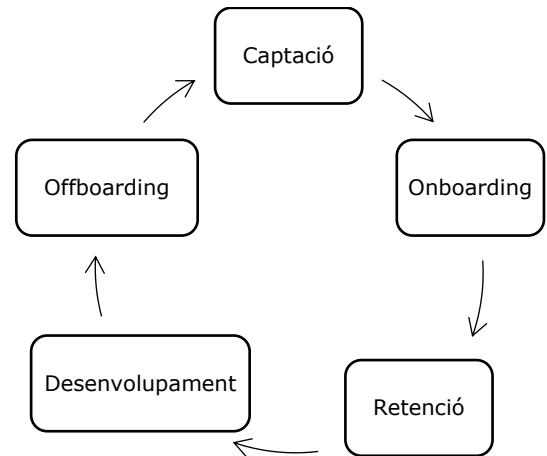 Captació
Onboarding
Retenció
Desenvolupament
Offboarding